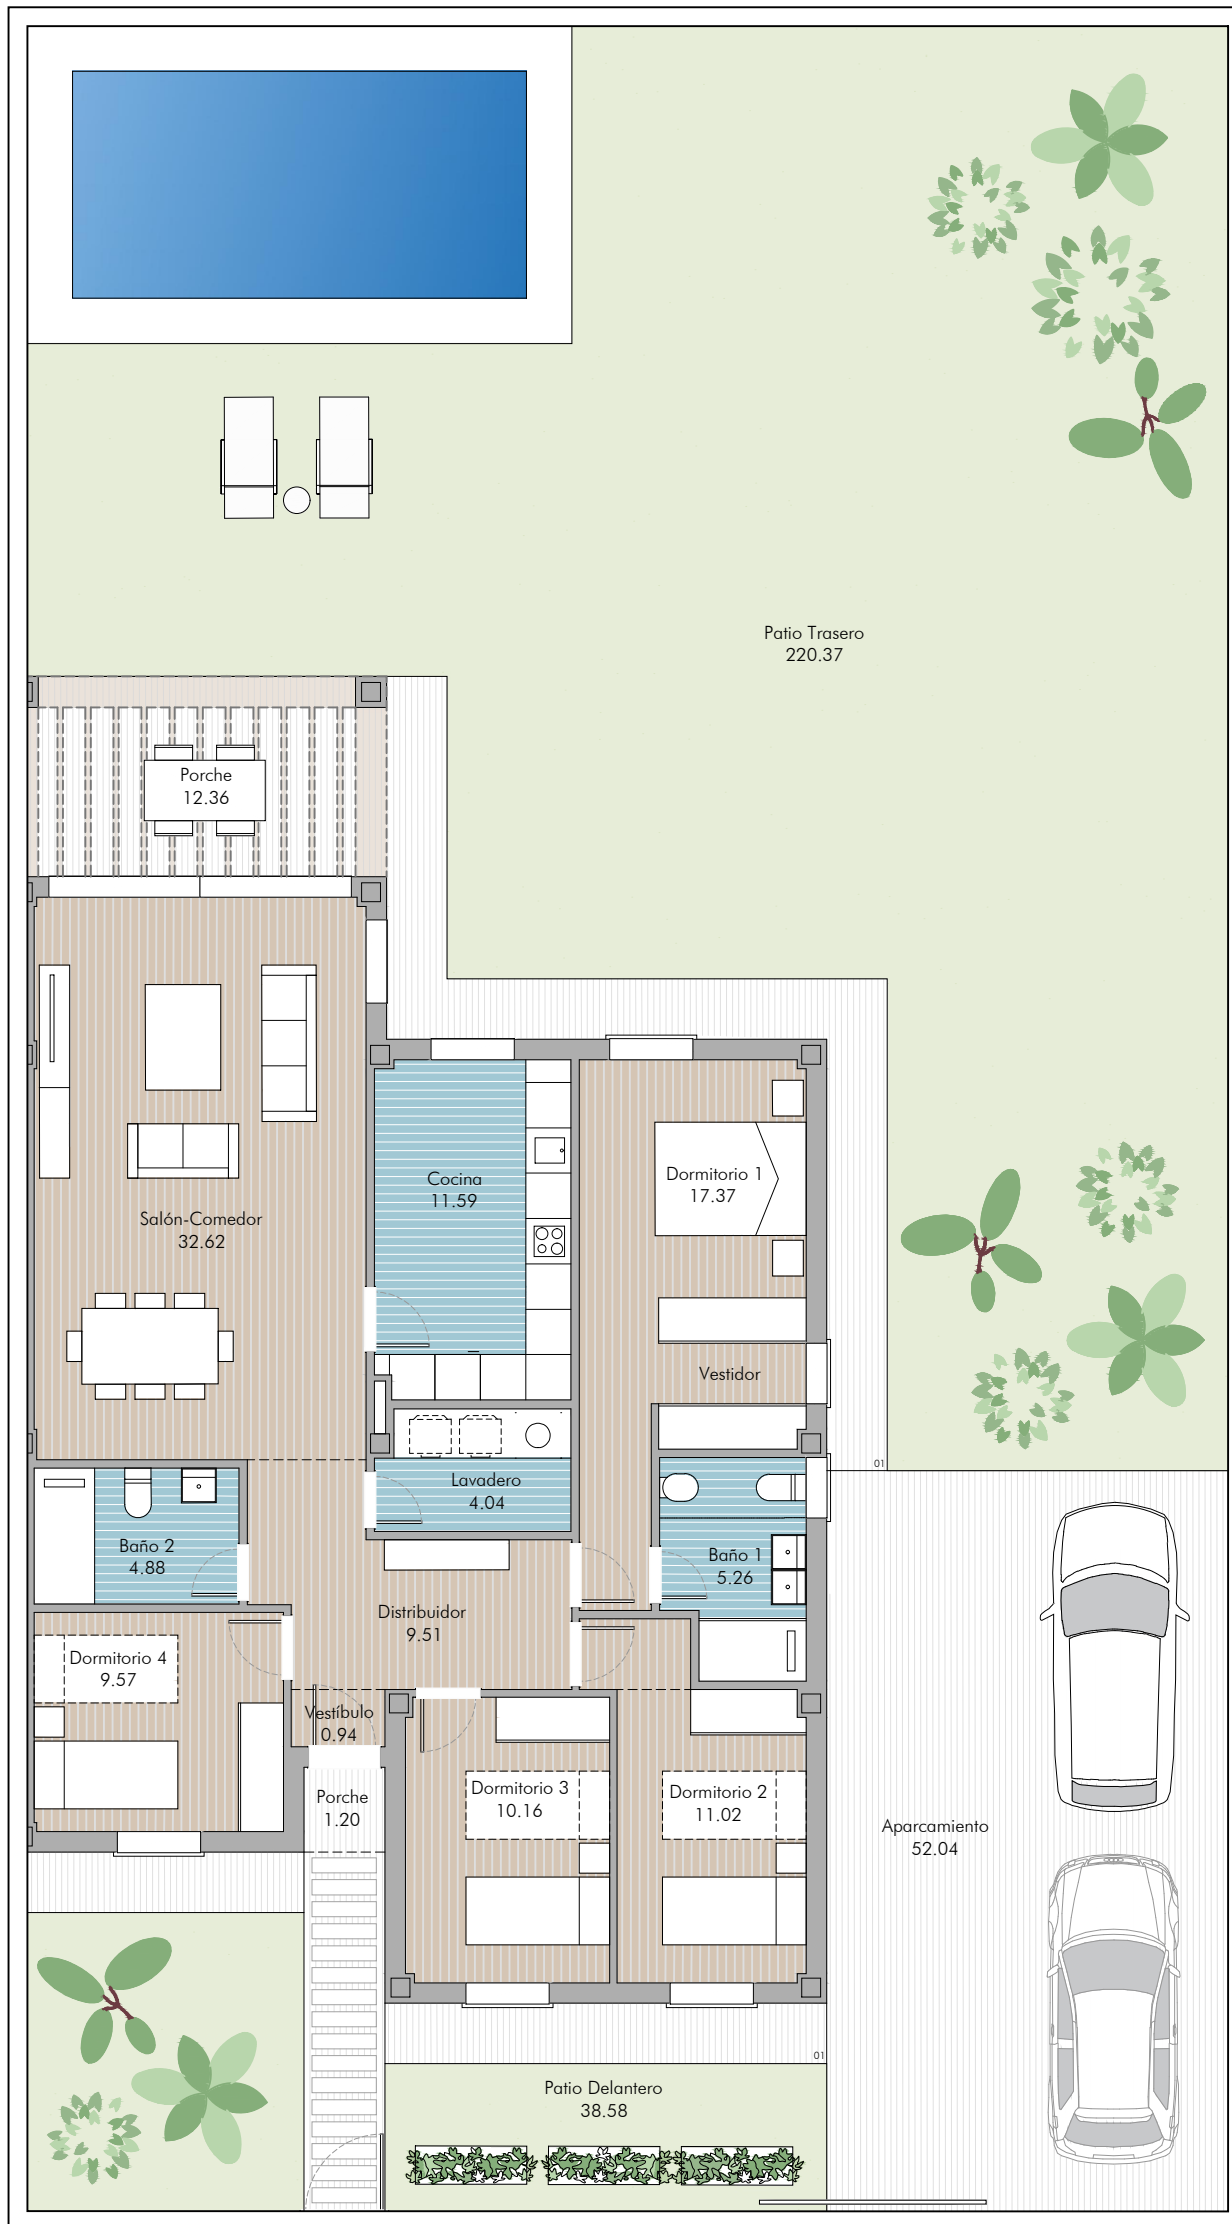 Patio Trasero
220.37
Porche
12.36
Cocina
11.59
Dormitorio 1
17.37
Salón-Comedor
32.62
Vestidor
01
Lavadero
4.04
Baño 2
4.88
Baño 1
5.26
Distribuidor
9.51
Dormitorio 4
9.57
Vestíbulo
0.94
Porche
1.20
Dormitorio 3
10.16
Dormitorio 2
11.02
Aparcamiento
52.04
01
Patio Delantero
38.58